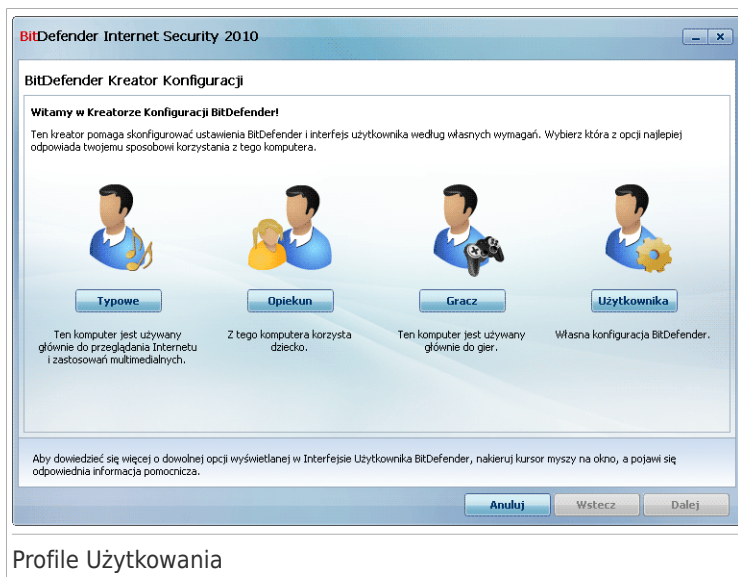 BitDefender Internet Security 2010
BitDefender Kreator Konfiguracji
Witamy w Kreatorze Konfiguracji BitDefender!
Ten kreator pomaga skonfigurować ustawienia BitDefender i interfejs użytkownika według własnych wymagań. Wybierz która z opcji najlepiej
odpowiada twojemu sposobowi korzystania z tego komputera.
Typowe
Ten komputer jest używany
głównie do przeglądania Internetu
i zastosowań multimedialnych.
Opiekun
Z tego komputera korzysta
dziecko.
Gracz
Ten komputer jest używany
głównie do gier.
Użytkownika
Własna konfiguracja BitDefender.
Aby dowiedzieć się więcej o dowolnej opcji wyświetlanej w Interfejsie Użytkownika BitDefender, nakieruj kursor myszy na okno, a pojawi się
odpowiednia informacja pomocnicza.
Anuluj
Wstecz
Dalej
Profile Użytkowania